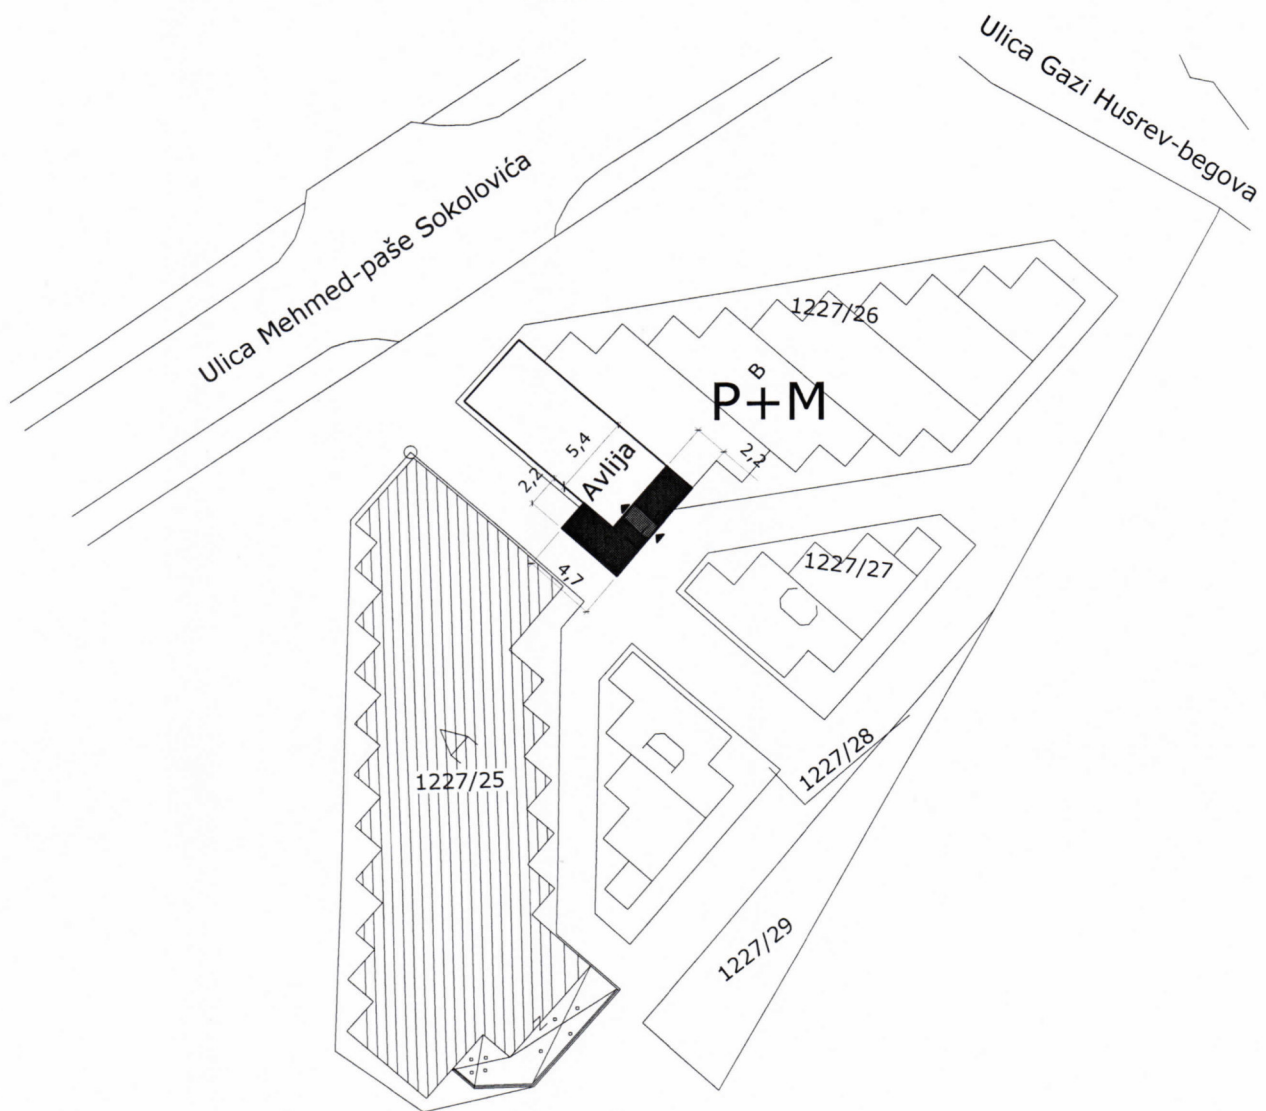 Ulica Gazi Husrev-begova
Ulica Mehmed-paše Sokolovića
1227/26
B
P+M
5,4
Avlija
2,2
2,2
4,7
1227/27
C
D
A
1227/25
1227/28
1227/29